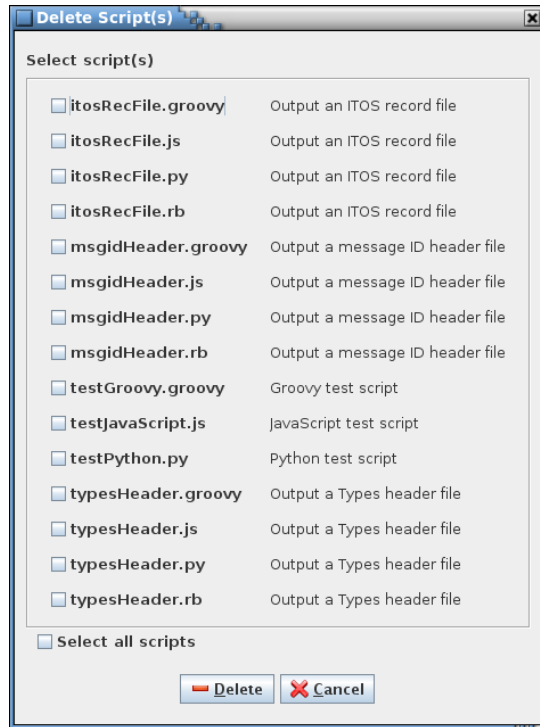 Delete Script(s)
Select script(s)
itosRecFile.groovy Output an ITOS record file
itosRecFile.js Output an ITOS record file
itosRecFile.py Output an ITOS record file
itosRecFile.rb Output an ITOS record file
msgidHeader.groovy Output a message ID header file
msgidHeader.js Output a message ID header file
msgidHeader.py Output a message ID header file
msgidHeader.rb Output a message ID header file
testGroovy.groovy Groovy test script
testJavaScript.js JavaScript test script
testPython.py Python test script
typesHeader.groovy Output a Types header file
typesHeader.js Output a Types header file
typesHeader.py Output a Types header file
typesHeader.rb Output a Types header file
Select all scripts
Delete Cancel